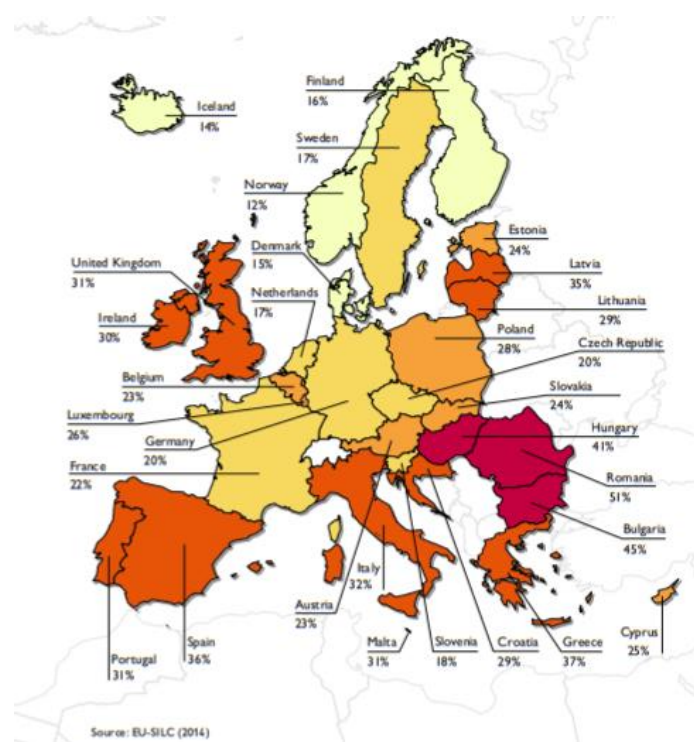 Finland
16%
Iceland
14%
Sweden
17%
Norway
12%
Denmark
15%
Estonia
24%
United Kingdom
31%
Latvia
35%
Netherlands
17%
Lithuania
29%
Ireland
30%
Poland
28%
Czech Republic
20%
Belgium
23%
Slovakia
24%
Luxembourg
26%
Hungary
41%
Germany
20%
France
22%
Romania
51%
Bulgaria
45%
Italy
32%
Austria
23%
Portugal
31%
Spain
36%
Malta
31%
Slovenia
18%
Croatia
29%
Greece
37%
Cyprus
25%
Source: EU-SILC (2014)